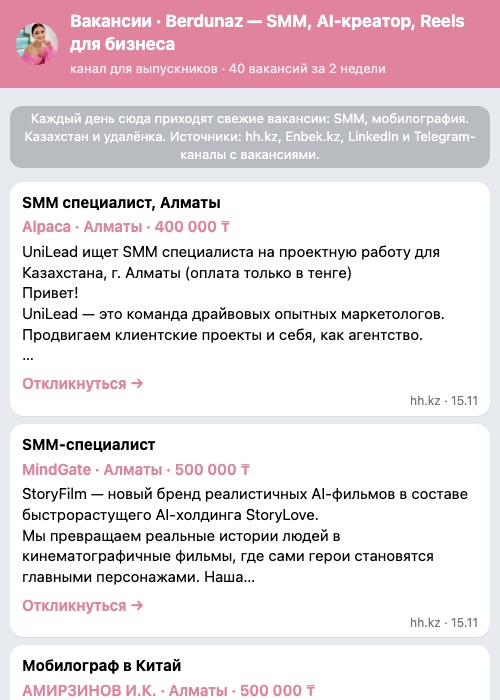 Вакансии · Berdunaz — SMM, AI-креатор, Reels
для бизнеса
канал для выпускников · 40 вакансий за 2 недели
Каждый день сюда приходят свежие вакансии: SMM, мобилография.
Казахстан и удалёнка. Источники: hh.kz, Enbek.kz, LinkedIn и Telegram-
каналы с вакансиями.
SMM специалист, Алматы
Alpaca · Алматы · 400 000 ₸
UniLead ищет SMM специалиста на проектную работу для
Казахстана, г. Алматы (оплата только в тенге)
Привет!
UniLead — это команда драйвовых опытных маркетологов.
Продвигаем клиентские проекты и себя, как агентство.
...
Откликнуться →
hh.kz · 15.11
SMM-специалист
MindGate · Алматы · 500 000 ₸
StoryFilm — новый бренд реалистичных AI-фильмов в составе
быстрорастущего AI-холдинга StoryLove.
Мы превращаем реальные истории людей в
кинематографичные фильмы, где сами герои становятся
главными персонажами. Наша...
Откликнуться →
hh.kz · 15.11
Мобилограф в Китай
АМИРЗИНОВ И.К. · Алматы · 500 000 ₸